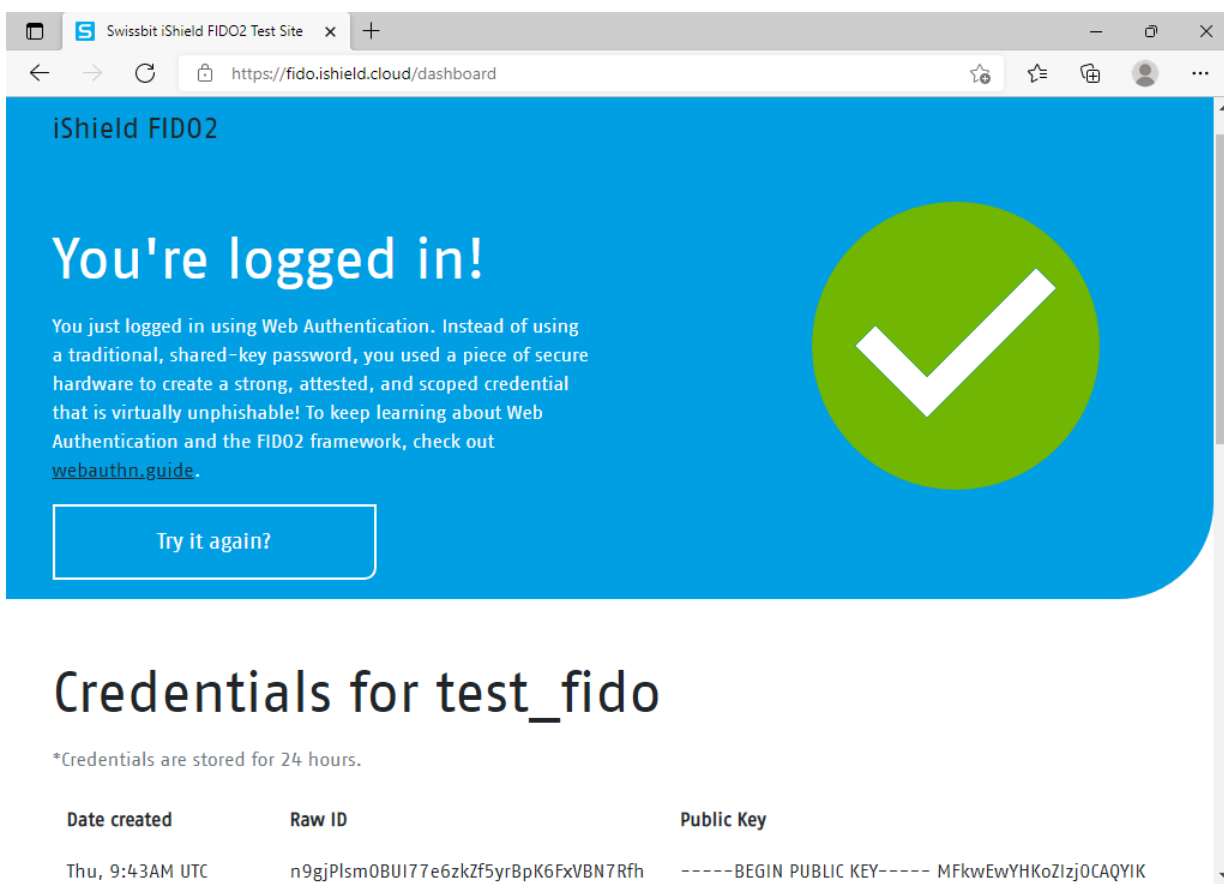 Swissbit iShield FIDO2 Test Site
https://fido.ishield.cloud/dashboard
iShield FIDO2
You're logged in!
You just logged in using Web Authentication. Instead of using
a traditional, shared-key password, you used a piece of secure
hardware to create a strong, attested, and scoped credential
that is virtually unphishable! To keep learning about Web
Authentication and the FIDO2 framework, check out
webauthn.guide.
Try it again?
Credentials for test_fido
*Credentials are stored for 24 hours.
Date created Raw ID Public Key
Thu, 9:43AM UTC n9gjPlsm0BUI77e6zkZf5yrBpK6FxVBN7Rfh -----BEGIN PUBLIC KEY----- MFkwEwYHKoZIzj0CAQYIK